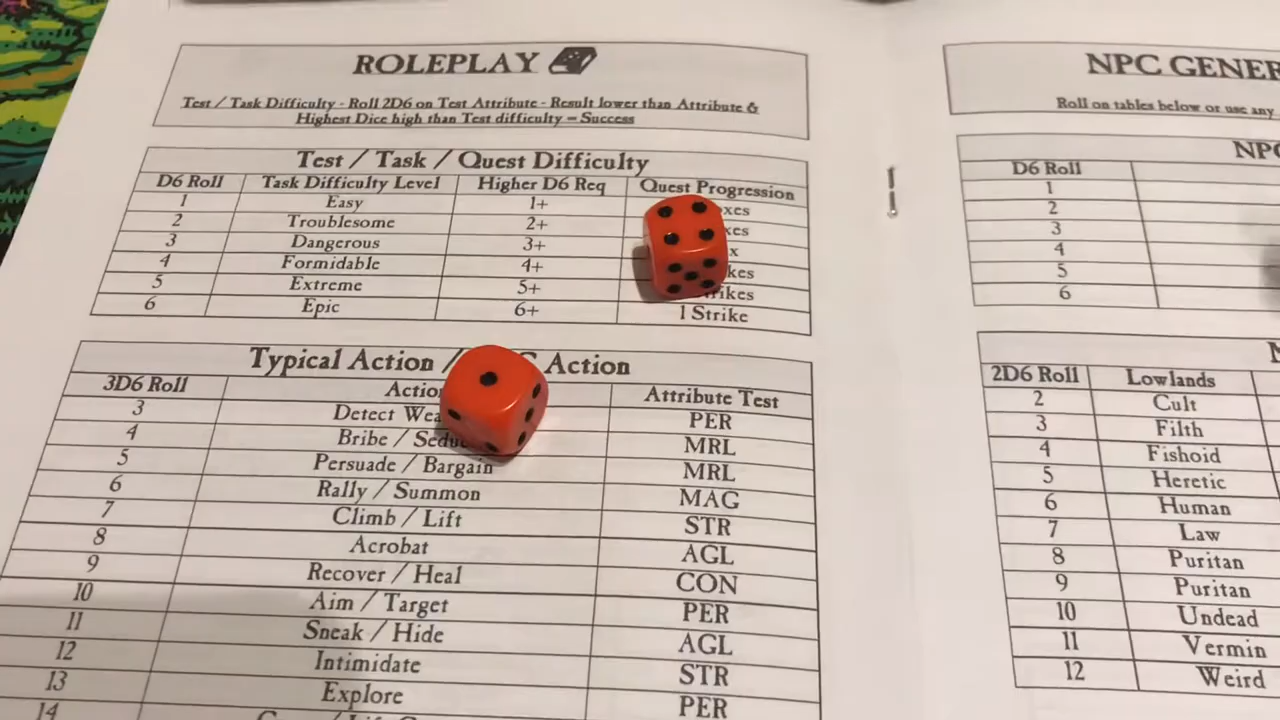 ROLEPLAY
Test / Task Difficulty - Roll 2D6 on Test Attribute - Result lower than Attribute &
Highest Dice high than Test difficulty = Success
Test / Task / Quest Difficulty
D6 Roll Task Difficulty Level Higher D6 Req Quest Progression
1 Easy 1+
2 Troublesome 2+
3 Dangerous 3+
4 Formidable 4+
5 Extreme 5+
6 Epic 6+ 1 Strike
Typical Action / Action
3D6 Roll Attribute Test
3 Detect PER
4 Bribe / MRL
5 Persuade / Bargain MRL
6 Rally / Summon MAG
7 Climb / Lift STR
8 Acrobat AGL
9 Recover / Heal CON
10 Aim / Target PER
11 Sneak / Hide AGL
12 Intimidate STR
13 Explore PER
14
NPC
Roll on tables below or use any
D6 Roll
1
2
3
4
5
6
2D6 Roll Lowlands
2 Cult
3 Filth
4 Fishoid
5 Heretic
6 Human
7 Law
8 Puritan
9 Puritan
10 Undead
11 Vermin
12 Weird